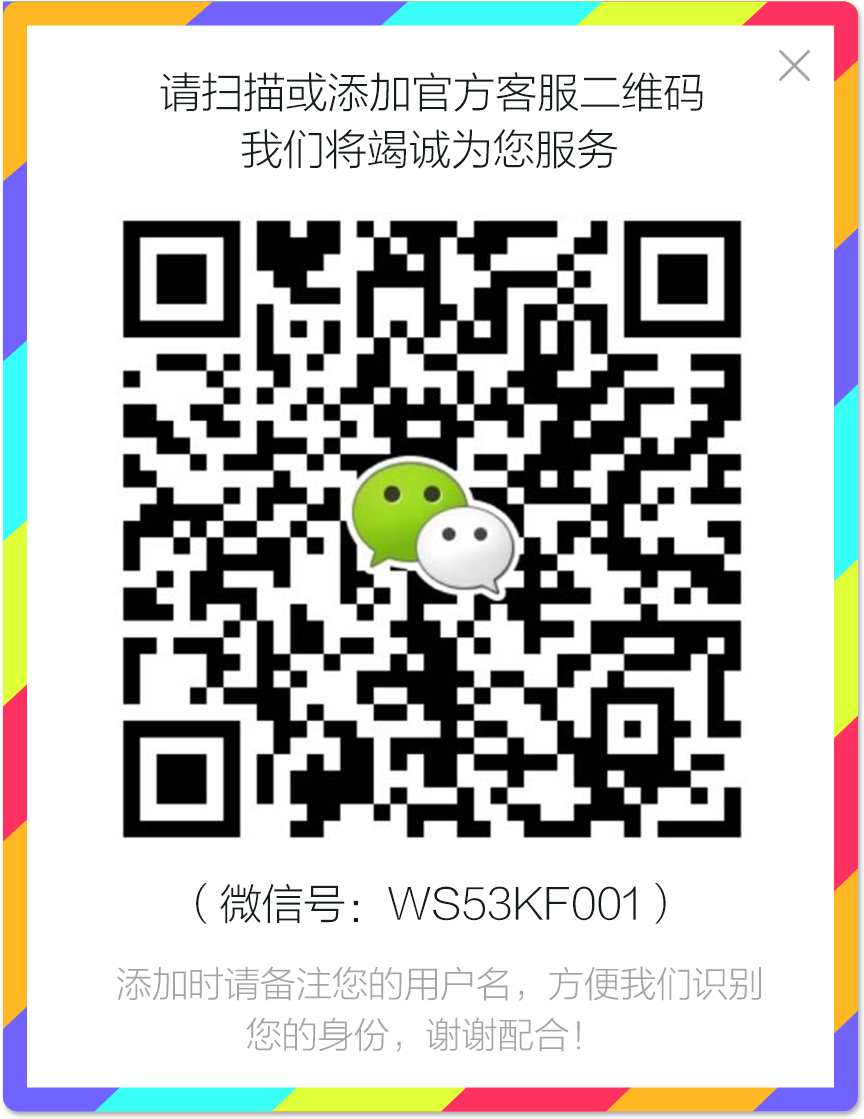 请扫描或添加官方客服二维码
我们将竭诚为您服务
（微信号：WS53KF001）
添加时请备注您的用户名，方便我们识别
您的身份，谢谢配合！